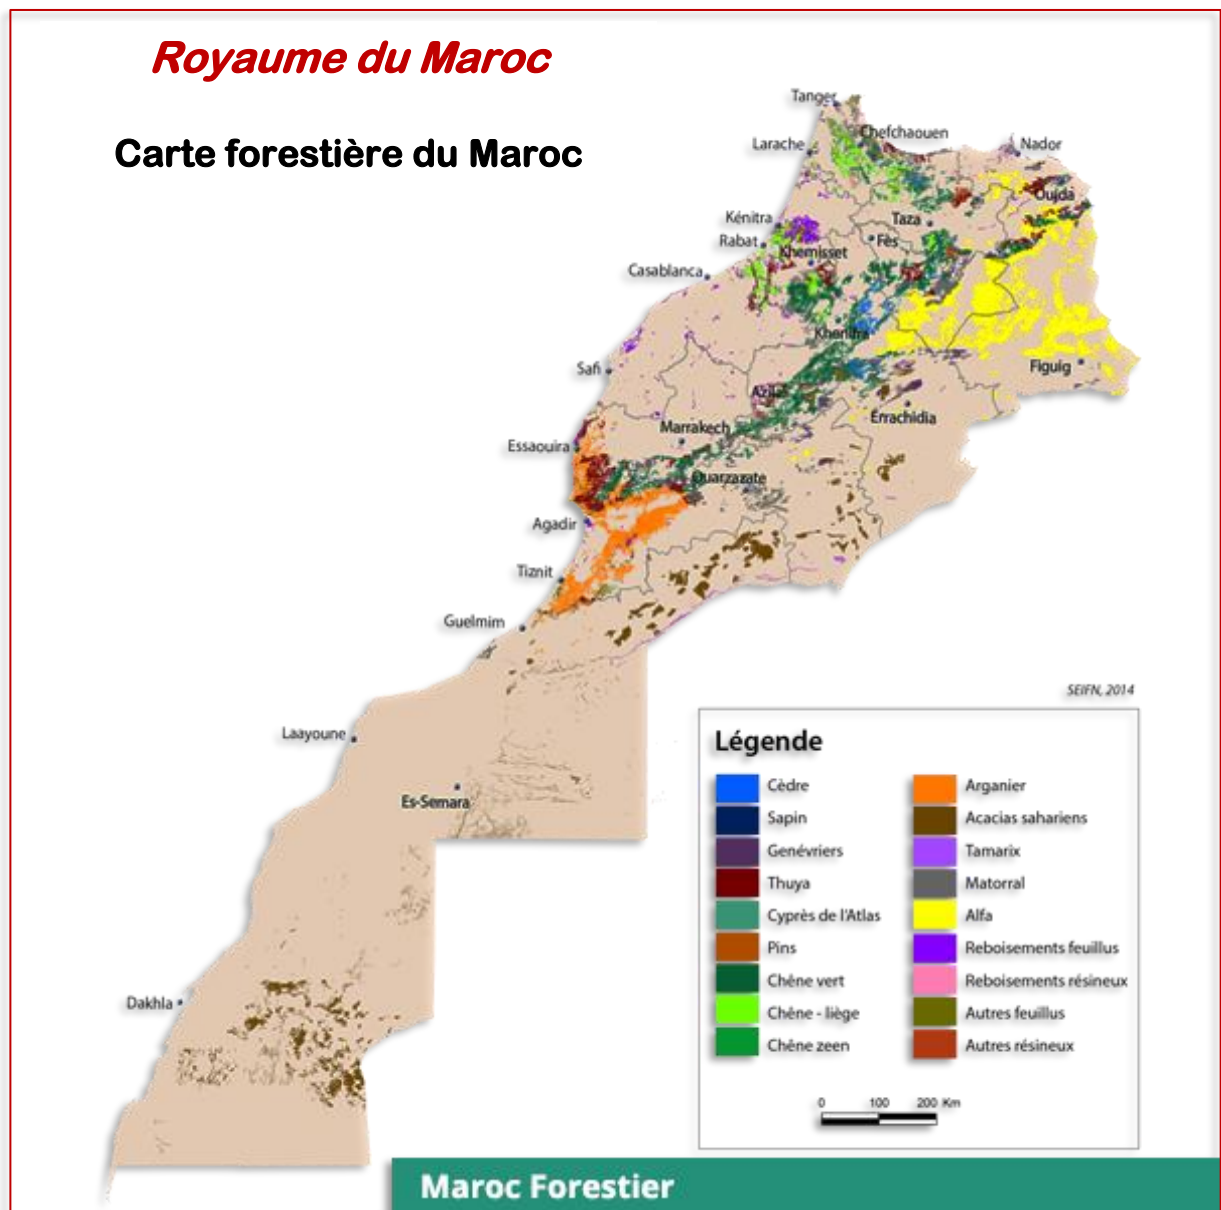 Royaume du Maroc
Carte forestière du Maroc
Tanger
Chefchaouen
Larache
Nador
Oujda
Kénitra
Taza
Rabat
Fès
Khemisset
Casablanca
Khenifra
Safi
Figuig
Azilal
Errachidia
Marrakech
Essaouira
Ouarzazate
Agadir
Tiznit
Guelmim
SEIFN, 2014
Laayoune
Es-Semara
Dakhla
Légende
Cèdre
Sapin
Genévriers
Thuya
Cyprès de l'Atlas
Pins
Chêne vert
Chêne - liège
Chêne zeen
Arganier
Acacias sahariens
Tamarix
Matorral
Alfa
Reboisements feuillus
Reboisements résineux
Autres feuillus
Autres résineux
0 100 200 Km
Maroc Forestier